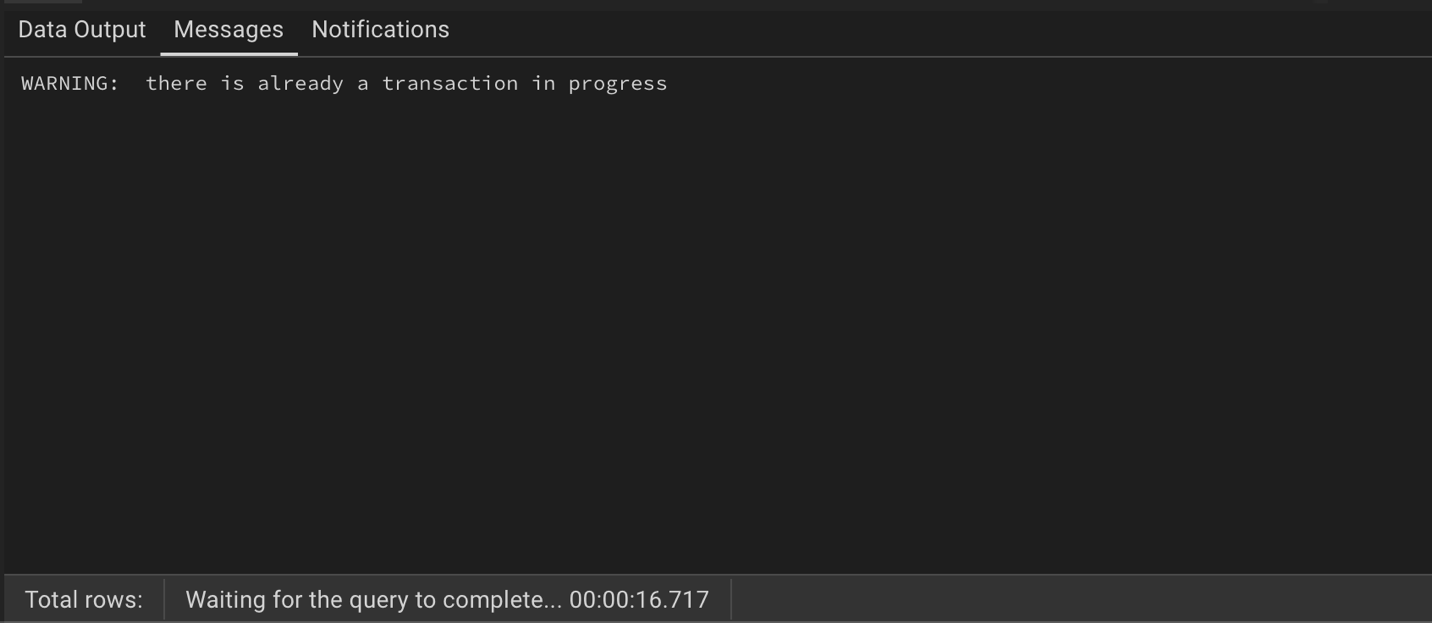 Data Output Messages Notifications
WARNING:  there is already a transaction in progress
Total rows: Waiting for the query to complete... 00:00:16.717